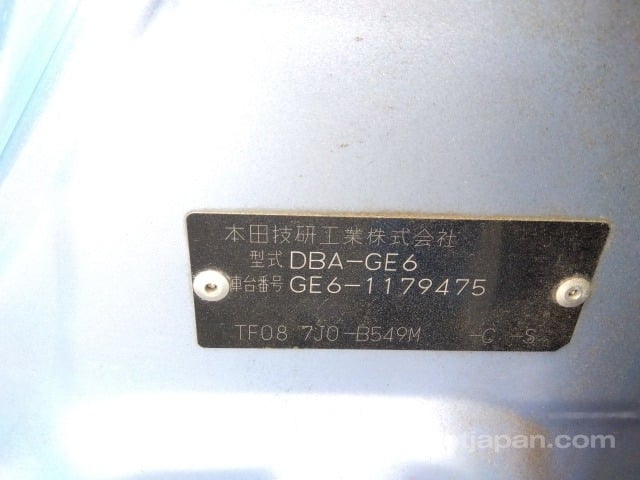 本田技研工業株式会社
型式 DBA-GE6
車台番号 GE6-1179475
TF08 7J0-B549M -C -S
tjapan.com